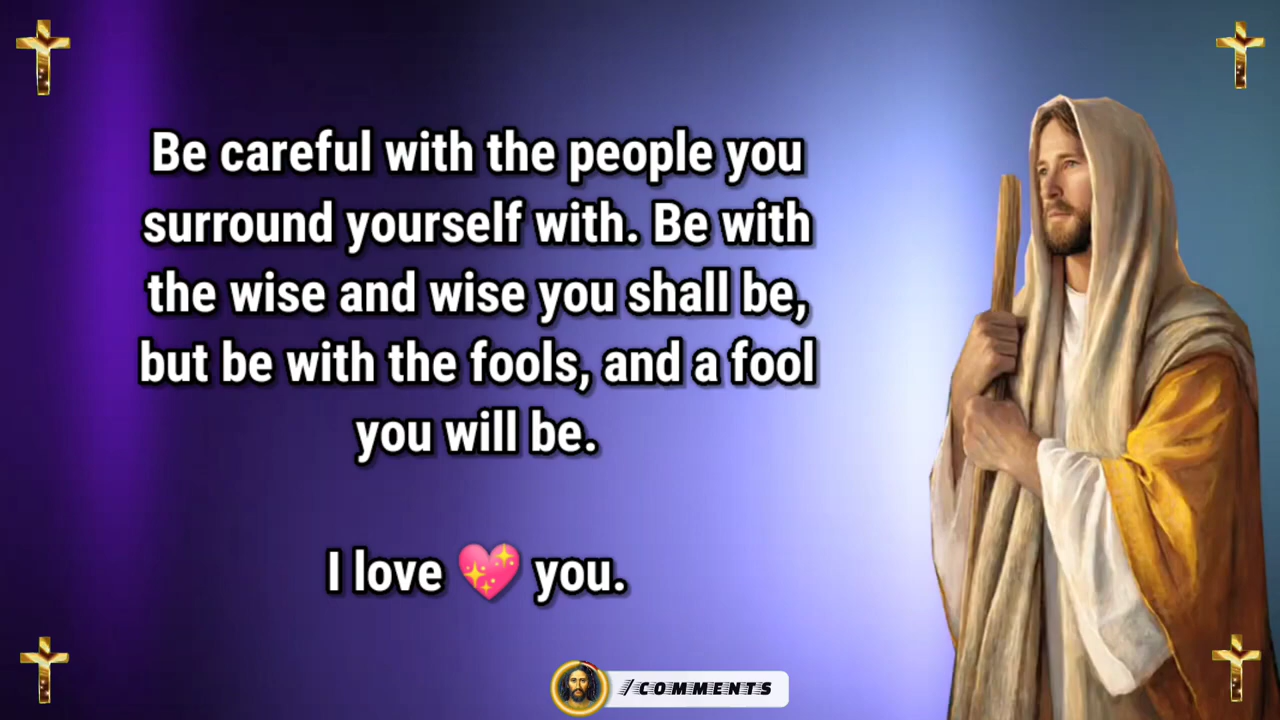 Be careful with the people you
surround yourself with. Be with
the wise and wise you shall be,
but be with the fools, and a fool
you will be.
I love 💖 you.
/COMMENTS